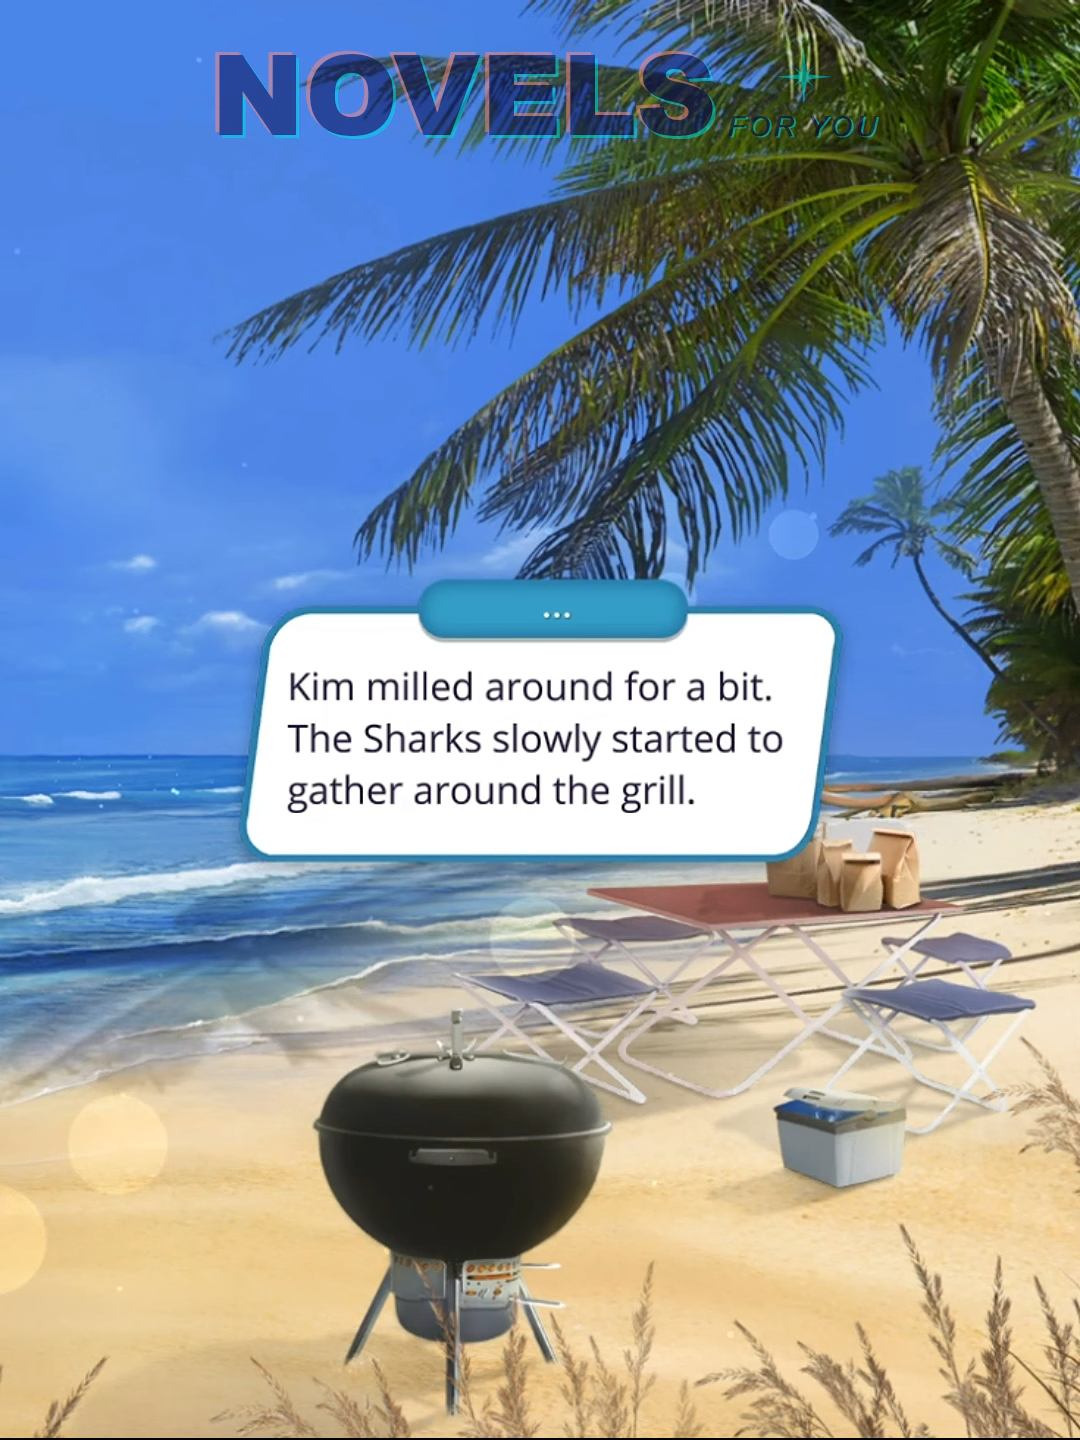 NOVELS FOR YOU
...
Kim milled around for a bit.
The Sharks slowly started to
gather around the grill.